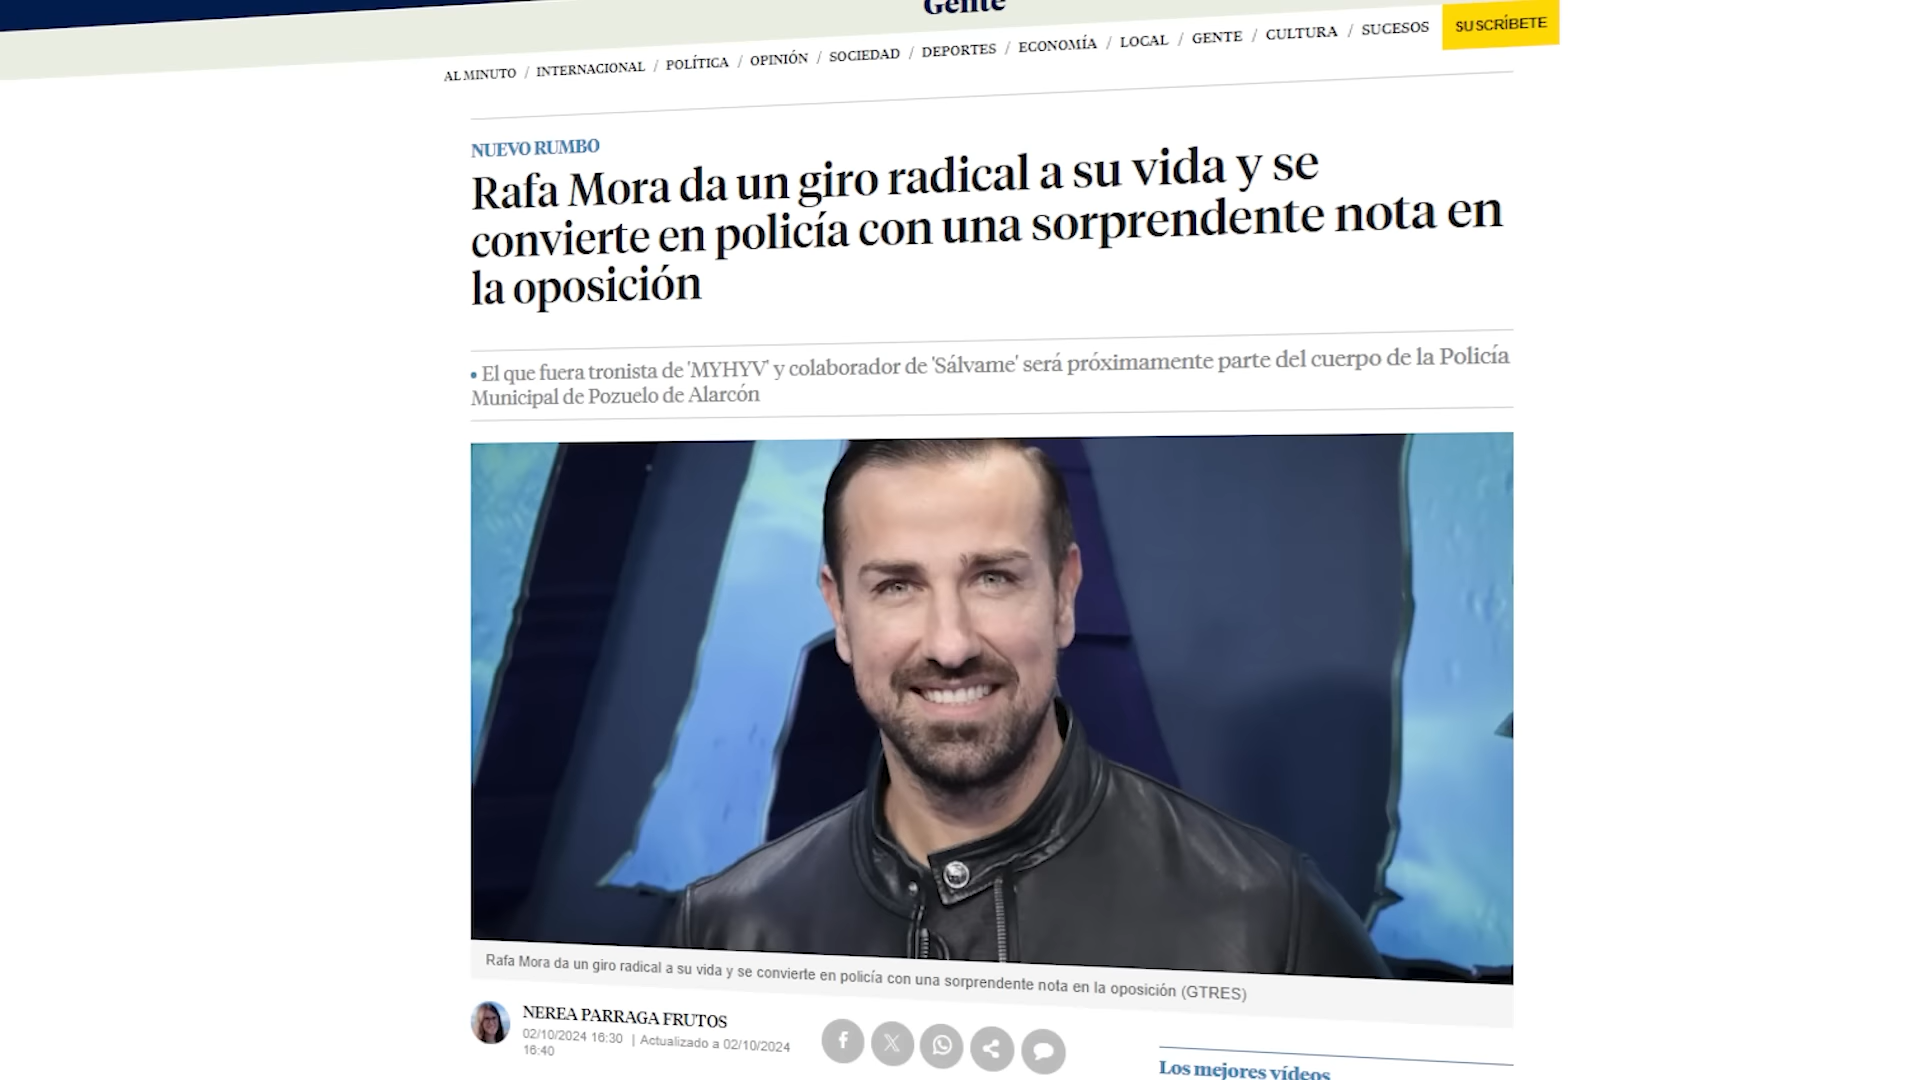 Gente
AL MINUTO / INTERNACIONAL / POLÍTICA / OPINIÓN / SOCIEDAD / DEPORTES / ECONOMÍA / LOCAL / GENTE / CULTURA / SUCESOS
SUSCRÍBETE
NUEVO RUMBO
Rafa Mora da un giro radical a su vida y se
convierte en policía con una sorprendente nota en
la oposición
• El que fuera tronista de 'MYHYV' y colaborador de 'Sálvame' será próximamente parte del cuerpo de la Policía
Municipal de Pozuelo de Alarcón
Rafa Mora da un giro radical a su vida y se convierte en policía con una sorprendente nota en la oposición (GTRES)
NEREA PARRAGA FRUTOS
02/10/2024 16:30 | Actualizado a 02/10/2024
16:40
Los mejores vídeos